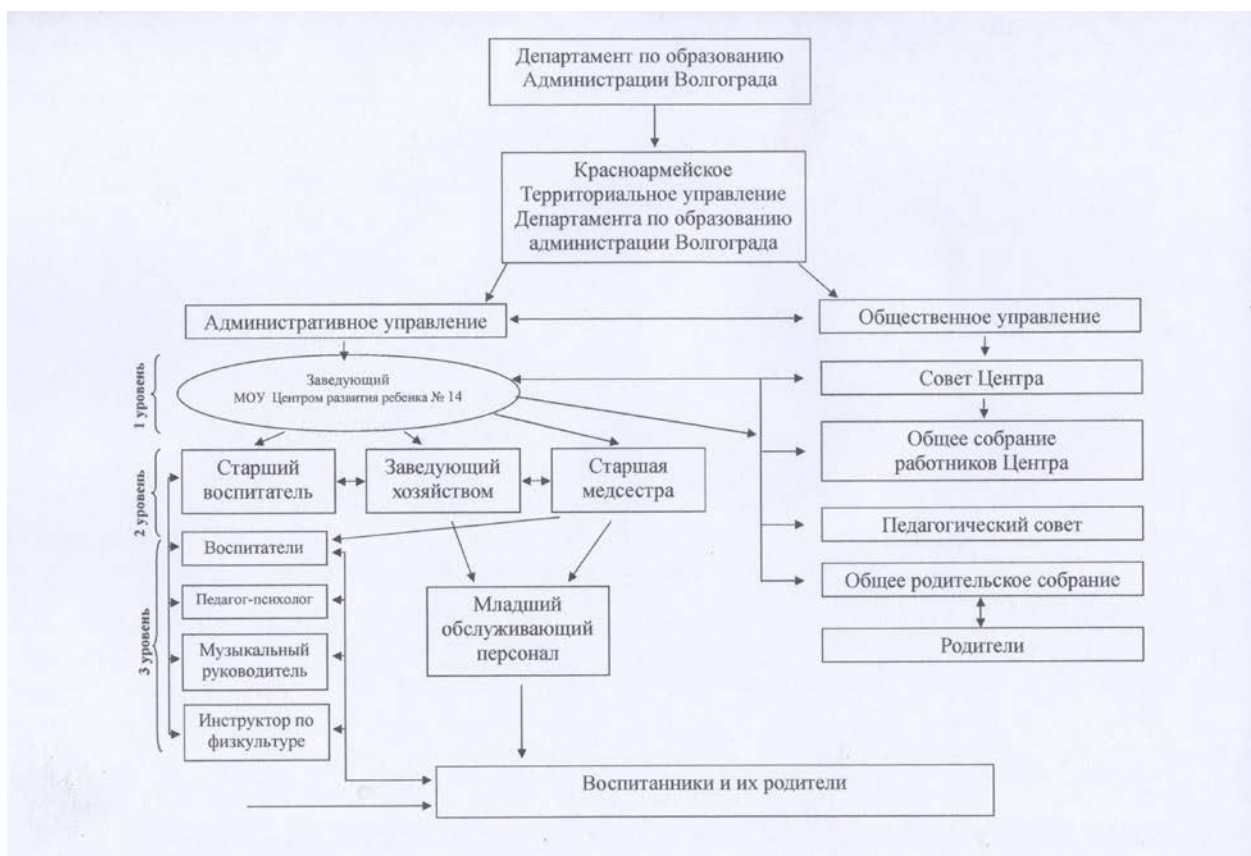 Департамент по образованию
Администрации Волгограда
Красноармейское
Территориальное управление
Департамента по образованию
администрации Волгограда
Административное управление
Общественное управление
1 уровень
Заведующий
МОУ Центром развития ребенка № 14
Совет Центра
Общее собрание
работников Центра
2 уровень
Старший
воспитатель
Заведующий
хозяйством
Старшая
медсестра
Педагогический совет
3 уровень
Воспитатели
Общее родительское собрание
Педагог-психолог
Младший
обслуживающий
персонал
Родители
Музыкальный
руководитель
Инструктор по
физкультуре
Воспитанники и их родители